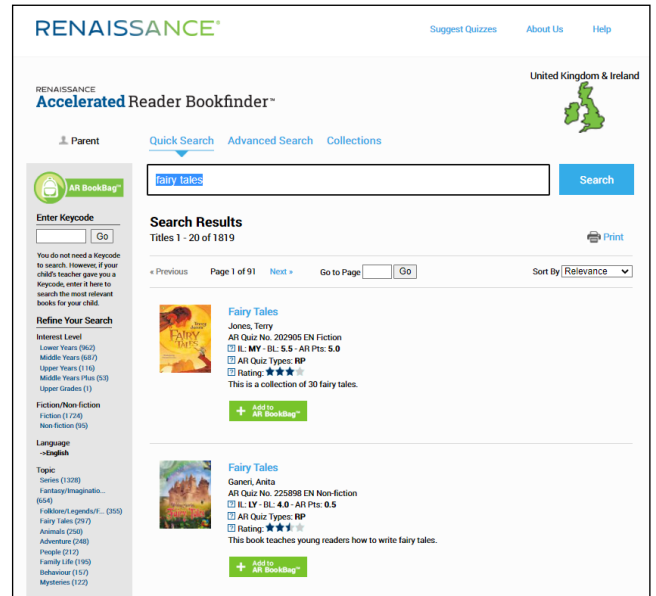 RENAISSANCE®
Suggest Quizzes About Us Help
United Kingdom & Ireland
RENAISSANCE
Accelerated Reader Bookfinder™
Parent
Quick Search Advanced Search Collections
AR BookBag™
fairy tales
Search
Enter Keycode
Go
You do not need a Keycode
to search. However, if your
child's teacher gave you a
Keycode, enter it here to
search the most relevant
books for your child.
Refine Your Search
Interest Level
Lower Years (962)
Middle Years (687)
Upper Years (116)
Middle Years Plus (53)
Upper Grades (1)
Fiction/Non-fiction
Fiction (1724)
Non-fiction (95)
Language
->English
Topic
Series (1328)
Fantasy/Imaginatio...
(654)
Folklore/Legends/F... (355)
Fairy Tales (297)
Animals (250)
Adventure (248)
People (212)
Family Life (195)
Behaviour (157)
Mysteries (122)
Search Results
Titles 1 - 20 of 1819
Print
« Previous Page 1 of 91 Next » Go to Page Go
Sort By Relevance
FAIRY
TALES
Fairy Tales
Jones, Terry
AR Quiz No. 202905 EN Fiction
? IL: MY - BL: 5.5 - AR Pts: 5.0
? AR Quiz Types: RP
? Rating:
This is a collection of 30 fairy tales.
+ Add to
AR BookBag™
Fairy Tales
Fairy Tales
Ganeri, Anita
AR Quiz No. 225898 EN Non-fiction
? IL: LY - BL: 4.0 - AR Pts: 0.5
? AR Quiz Types: RP
? Rating:
This book teaches young readers how to write fairy tales.
+ Add to
AR BookBag™